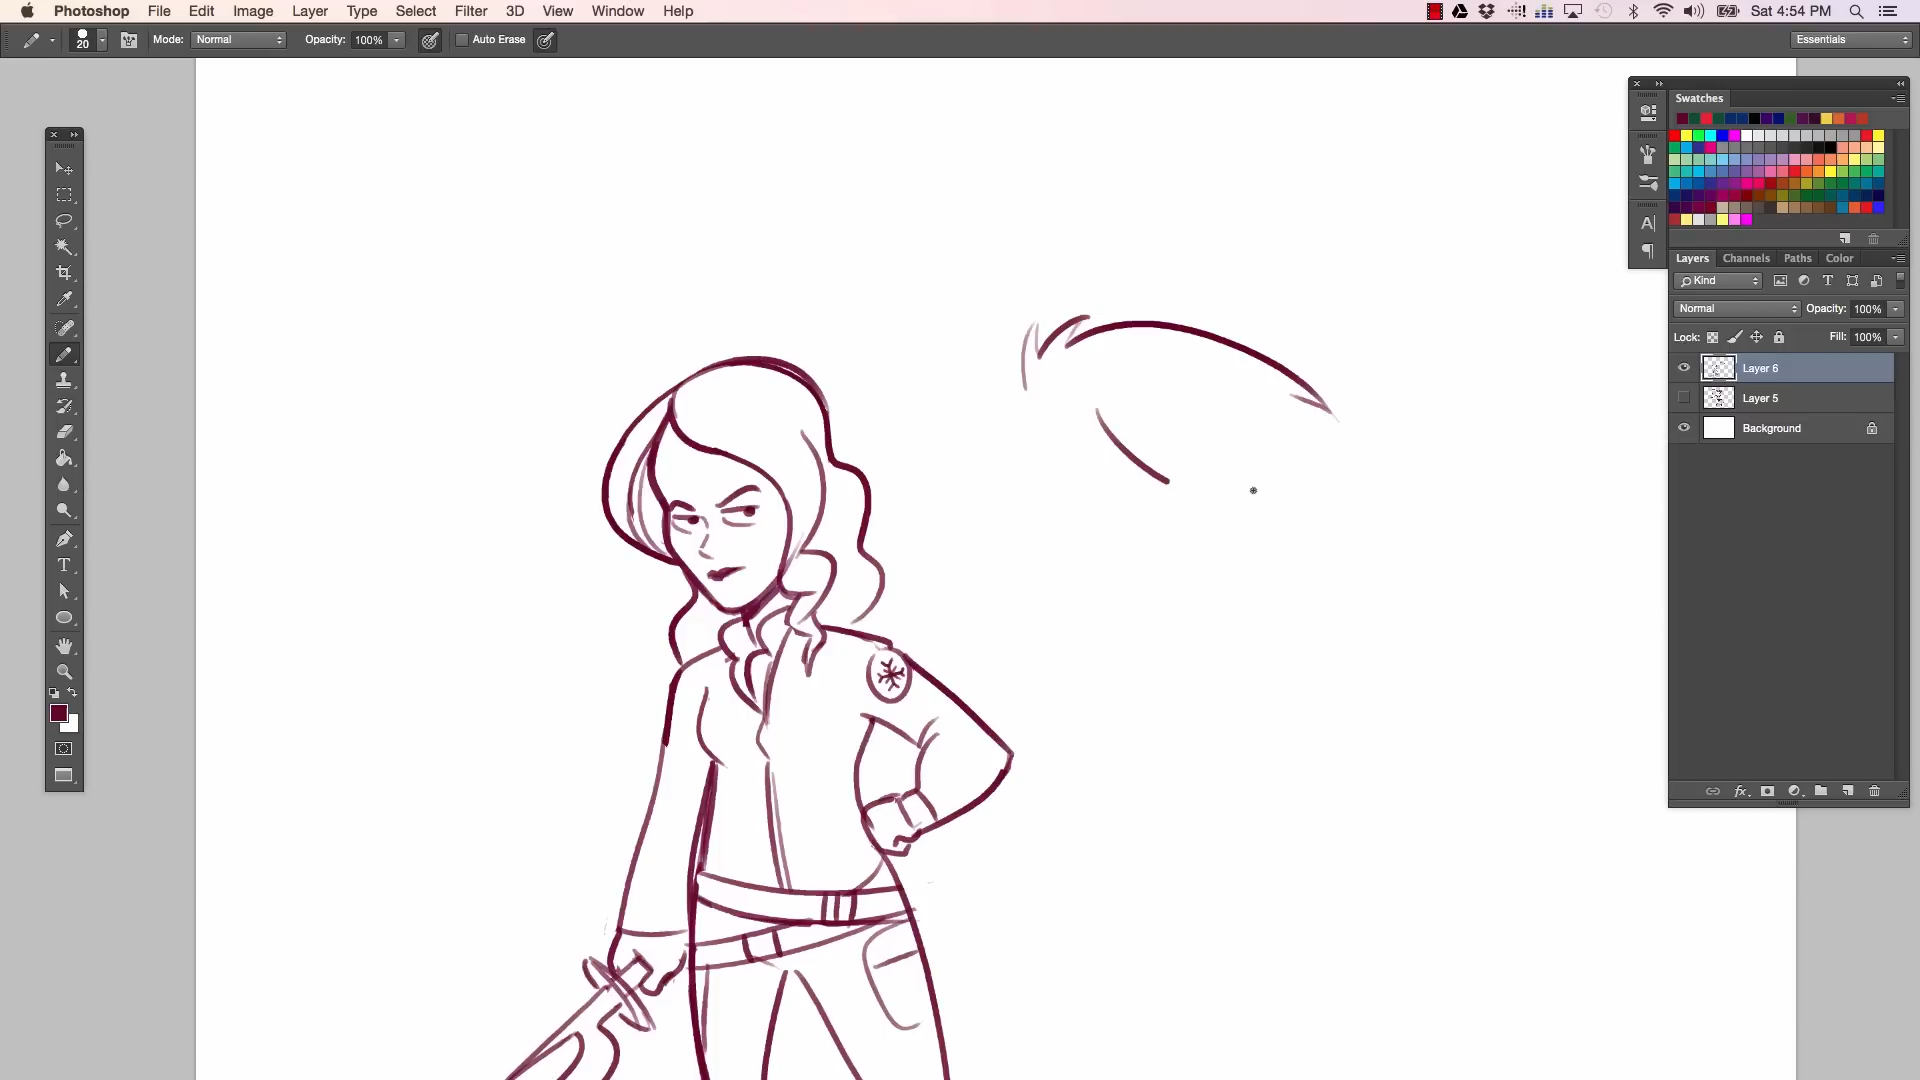 Photoshop File Edit Image Layer Type Select Filter 3D View Window Help Sat 4:54 PM
20 Mode: Normal Opacity: 100% Auto Erase Essentials
Swatches
Layers Channels Paths Color
Kind
Normal Opacity: 100%
Lock: Fill: 100%
Layer 6
Layer 5
Background
fx